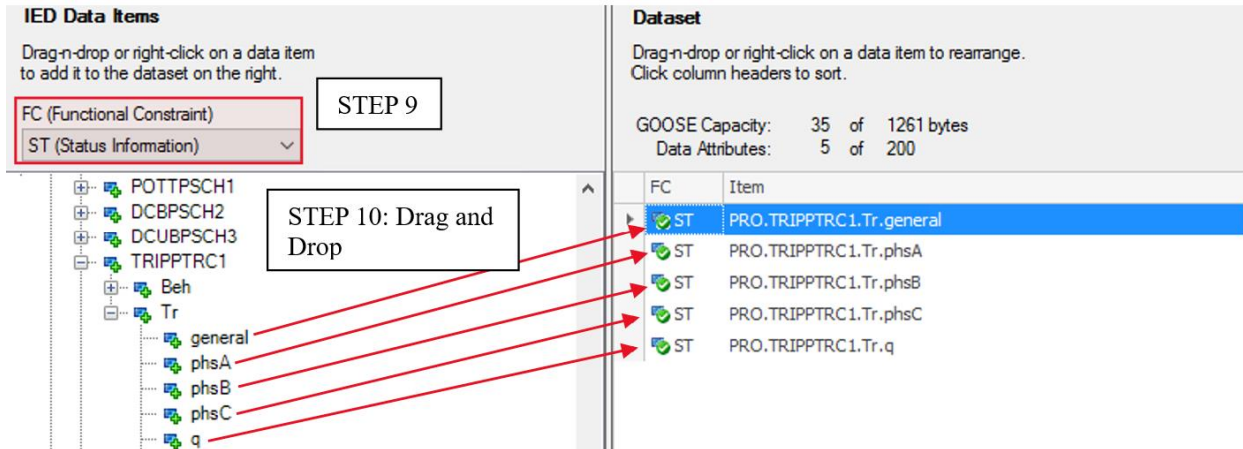 IED Data Items
Drag-n-drop or right-click on a data item
to add it to the dataset on the right.
FC (Functional Constraint)
ST (Status Information)
STEP 9
POTTPSCH1
DCBPSCH2
DCUBPSCH3
TRIPPTRC1
Beh
Tr
general
phsA
phsB
phsC
q
STEP 10: Drag and
Drop
Dataset
Drag-n-drop or right-click on a data item to rearrange.
Click column headers to sort.
GOOSE Capacity: 35 of 1261 bytes
Data Attributes: 5 of 200
FC Item
ST PRO.TRIPPTRC1.Tr.general
ST PRO.TRIPPTRC1.Tr.phsA
ST PRO.TRIPPTRC1.Tr.phsB
ST PRO.TRIPPTRC1.Tr.phsC
ST PRO.TRIPPTRC1.Tr.q